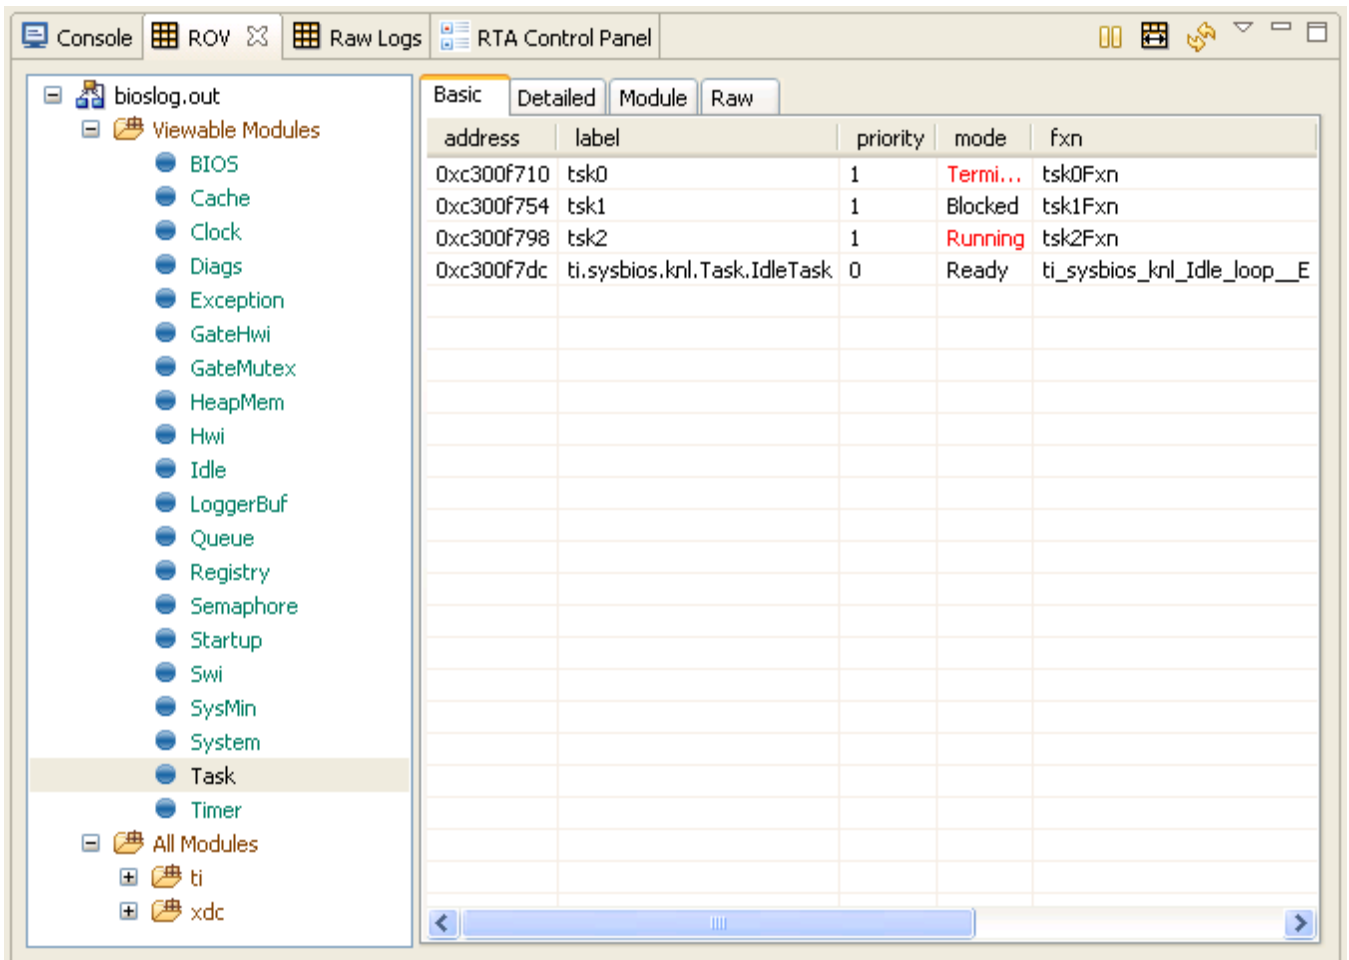 Console ROV Raw Logs RTA Control Panel
bioslog.out
Viewable Modules
BIOS
Cache
Clock
Diags
Exception
GateHwi
GateMutex
HeapMem
Hwi
Idle
LoggerBuf
Queue
Registry
Semaphore
Startup
Swi
SysMin
System
Task
Timer
All Modules
ti
xdc
Basic Detailed Module Raw
address label priority mode fxn
0xc300f710 tsk0 1 Termi... tsk0Fxn
0xc300f754 tsk1 1 Blocked tsk1Fxn
0xc300f798 tsk2 1 Running tsk2Fxn
0xc300f7dc ti.sysbios.knl.Task.IdleTask 0 Ready ti_sysbios_knl_Idle_loop__E